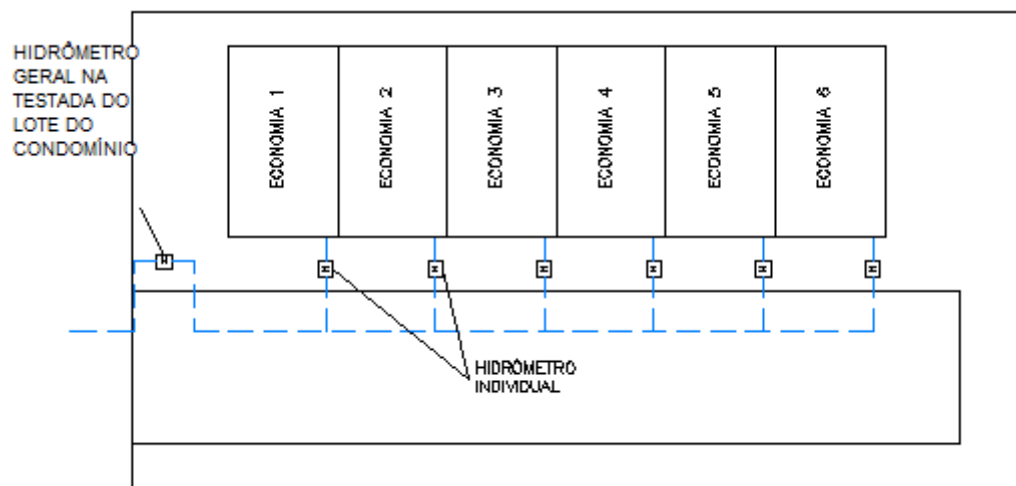 HIDRÔMETRO
GERAL NA
TESTADA DO
LOTE DO
CONDOMÍNIO
ECONOMIA 1
ECONOMIA 2
ECONOMIA 3
ECONOMIA 4
ECONOMIA 5
ECONOMIA 6
H
H
H
H
H
H
H
HIDRÔMETRO
INDIVIDUAL